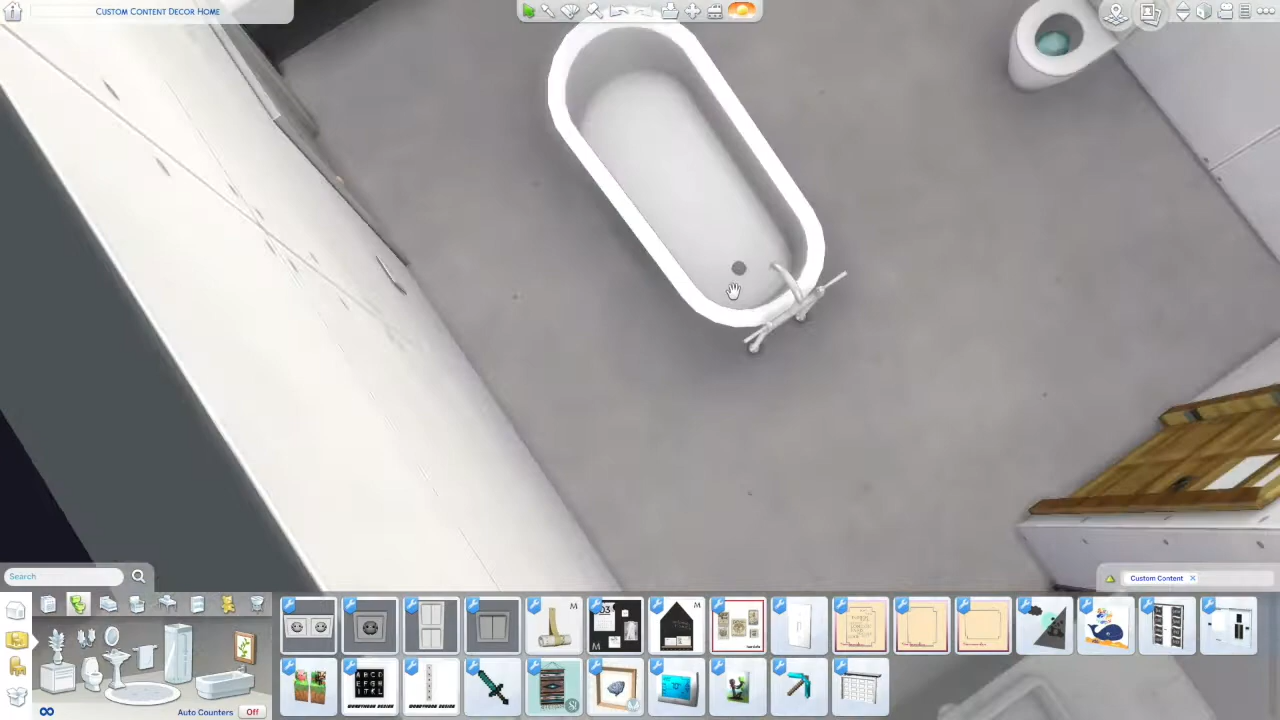 Custom Content Decor Home
Search
Custom Content
Auto Counters
Off